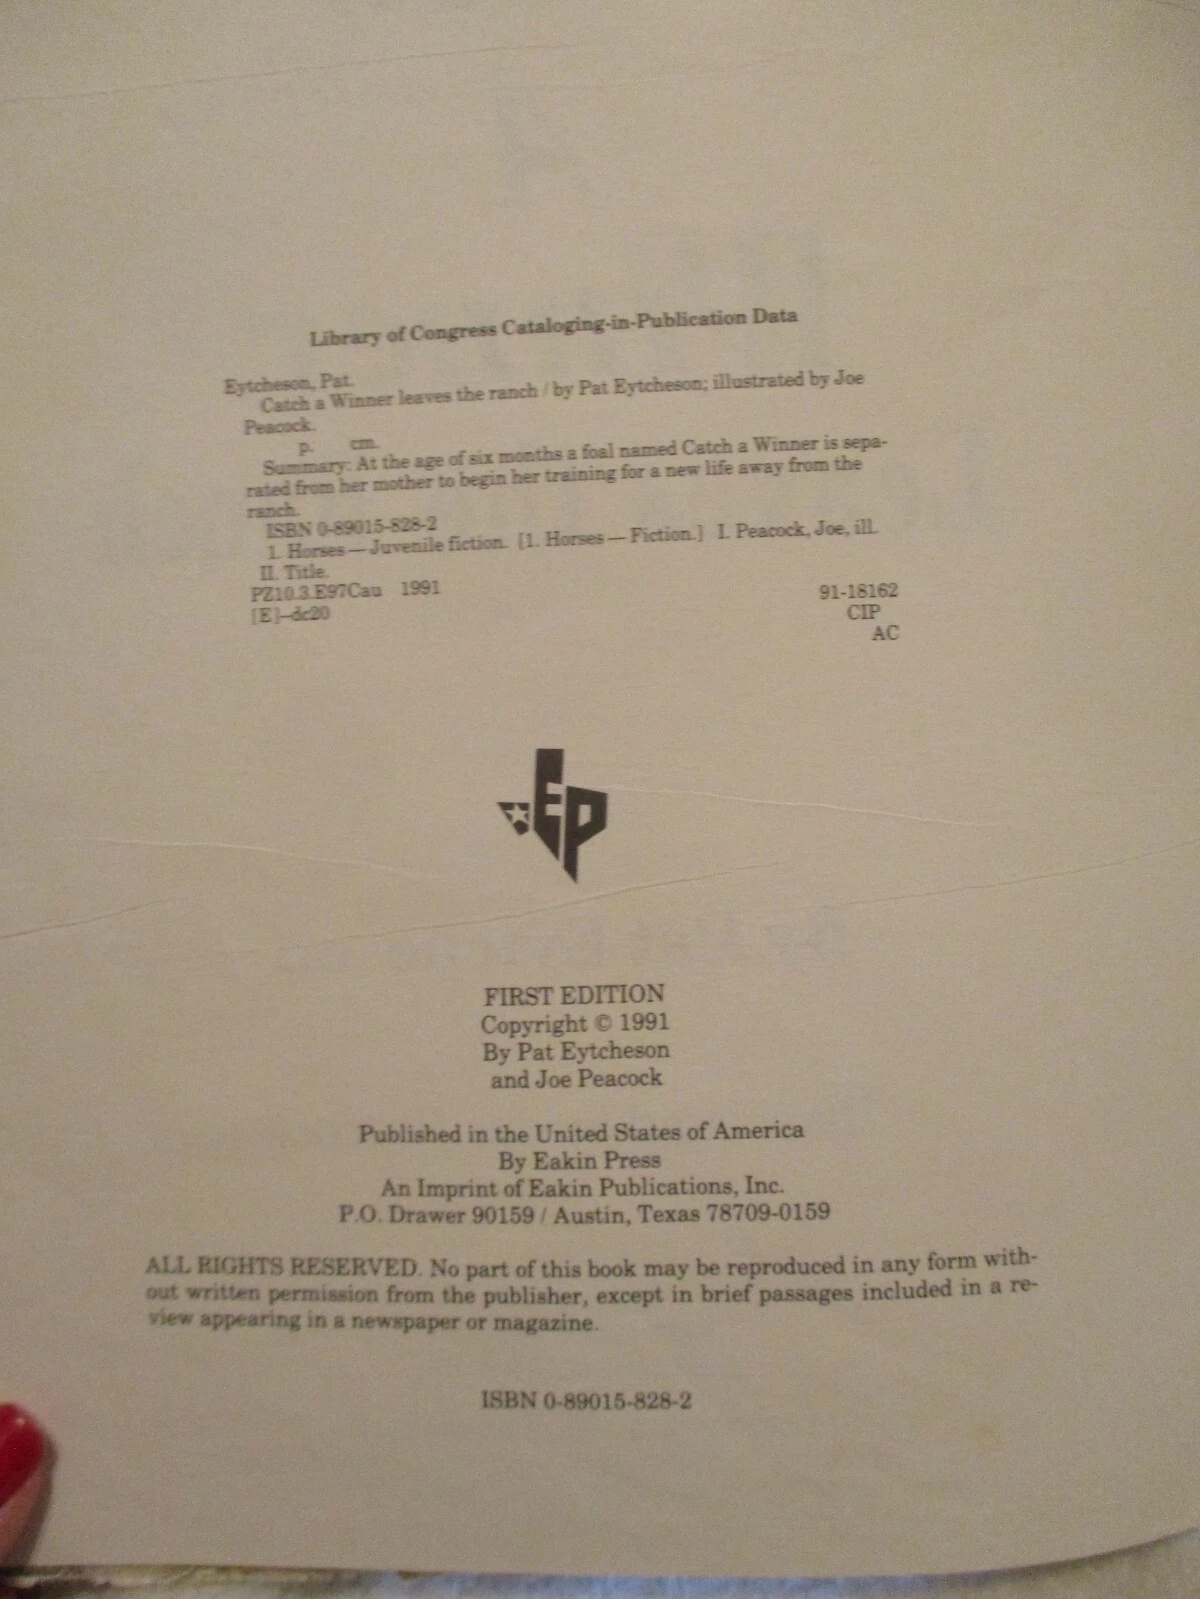 Library of Congress Cataloging-in-Publication Data
Eytcheson, Pat.
Catch a Winner leaves the ranch / by Pat Eytcheson; illustrated by Joe
Peacock.
p. cm.
Summary: At the age of six months a foal named Catch a Winner is sepa-
rated from her mother to begin her training for a new life away from the
ranch.
ISBN 0-89015-828-2
1. Horses — Juvenile fiction. [1. Horses — Fiction.] I. Peacock, Joe, ill.
II. Title.
PZ10.3.E97Cau 1991 91-18162
[E]—dc20 CIP
AC
EP
FIRST EDITION
Copyright © 1991
By Pat Eytcheson
and Joe Peacock
Published in the United States of America
By Eakin Press
An Imprint of Eakin Publications, Inc.
P.O. Drawer 90159 / Austin, Texas 78709-0159
ALL RIGHTS RESERVED. No part of this book may be reproduced in any form with-
out written permission from the publisher, except in brief passages included in a re-
view appearing in a newspaper or magazine.
ISBN 0-89015-828-2